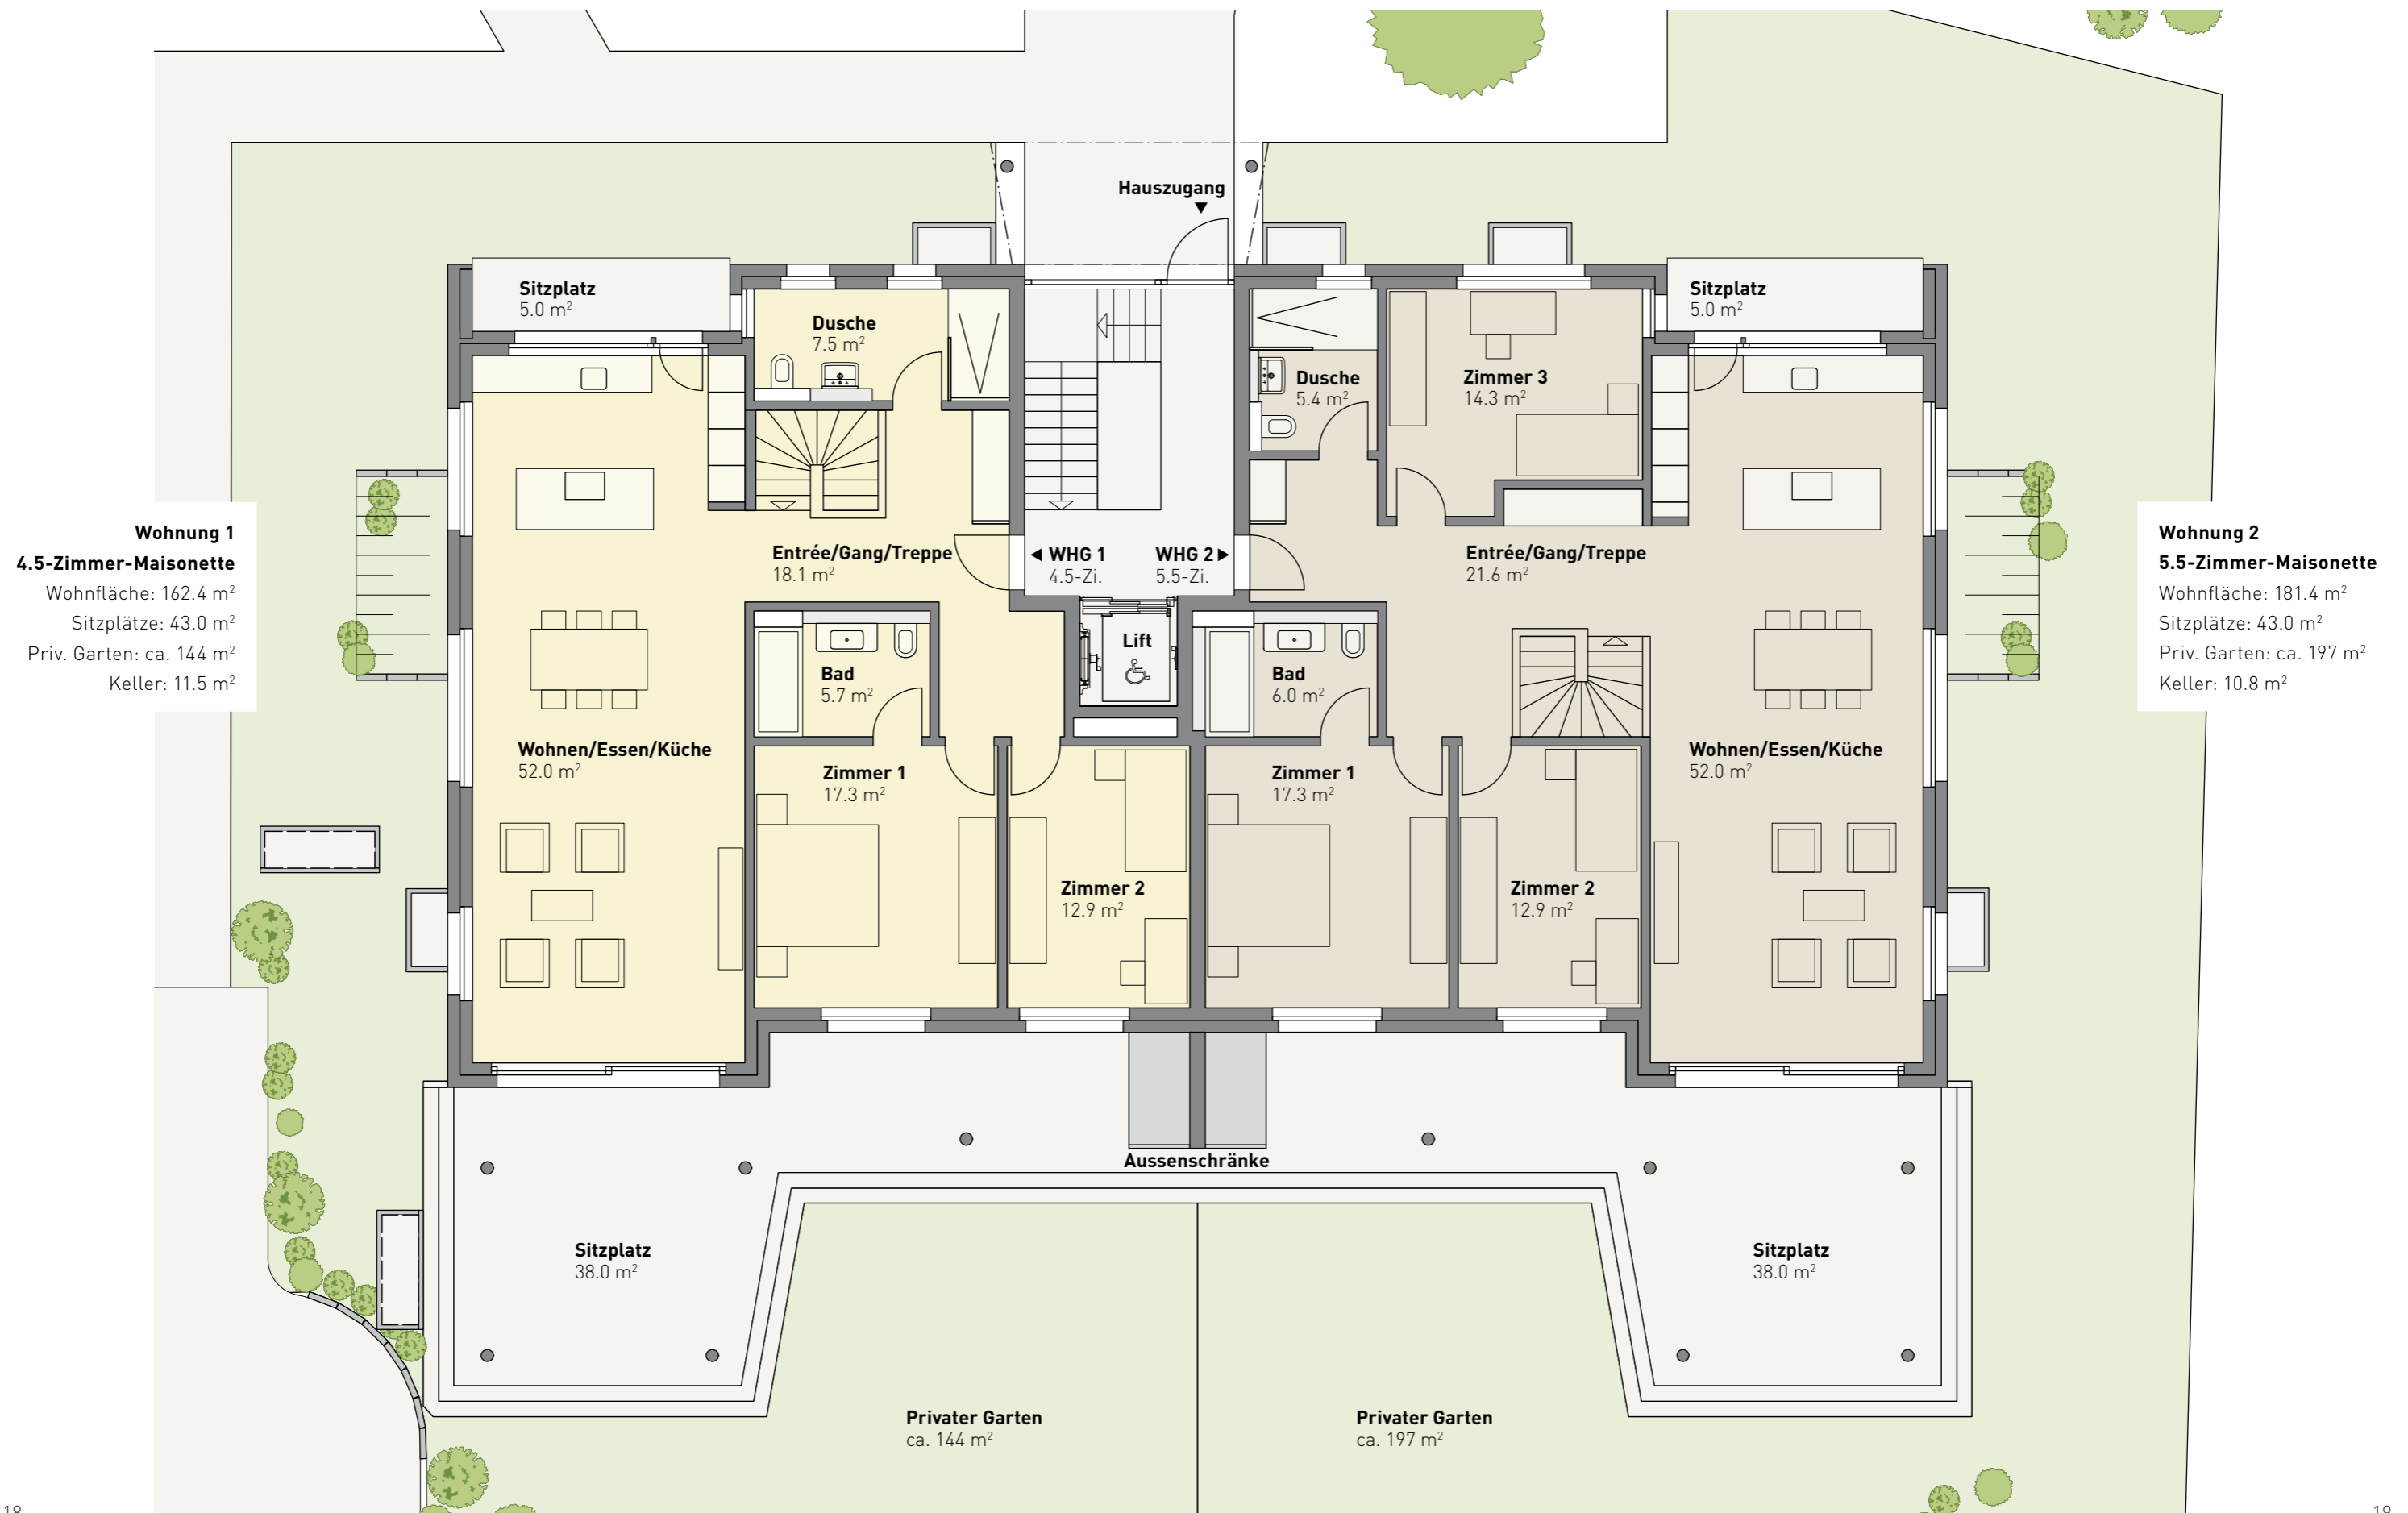 Hauszugang
Sitzplatz
5.0 m²
Dusche
7.5 m²
Dusche
5.4 m²
Zimmer 3
14.3 m²
Sitzplatz
5.0 m²
Wohnung 1
4.5-Zimmer-Maisonette
Wohnfläche: 162.4 m²
Sitzplätze: 43.0 m²
Priv. Garten: ca. 144 m²
Keller: 11.5 m²
Entrée/Gang/Treppe
18.1 m²
◀ WHG 1
4.5-Zi.
WHG 2 ▶
5.5-Zi.
Entrée/Gang/Treppe
21.6 m²
Wohnung 2
5.5-Zimmer-Maisonette
Wohnfläche: 181.4 m²
Sitzplätze: 43.0 m²
Priv. Garten: ca. 197 m²
Keller: 10.8 m²
Lift
Bad
5.7 m²
Bad
6.0 m²
Wohnen/Essen/Küche
52.0 m²
Zimmer 1
17.3 m²
Zimmer 2
12.9 m²
Zimmer 1
17.3 m²
Zimmer 2
12.9 m²
Wohnen/Essen/Küche
52.0 m²
Aussenschränke
Sitzplatz
38.0 m²
Sitzplatz
38.0 m²
Privater Garten
ca. 144 m²
Privater Garten
ca. 197 m²
18
19